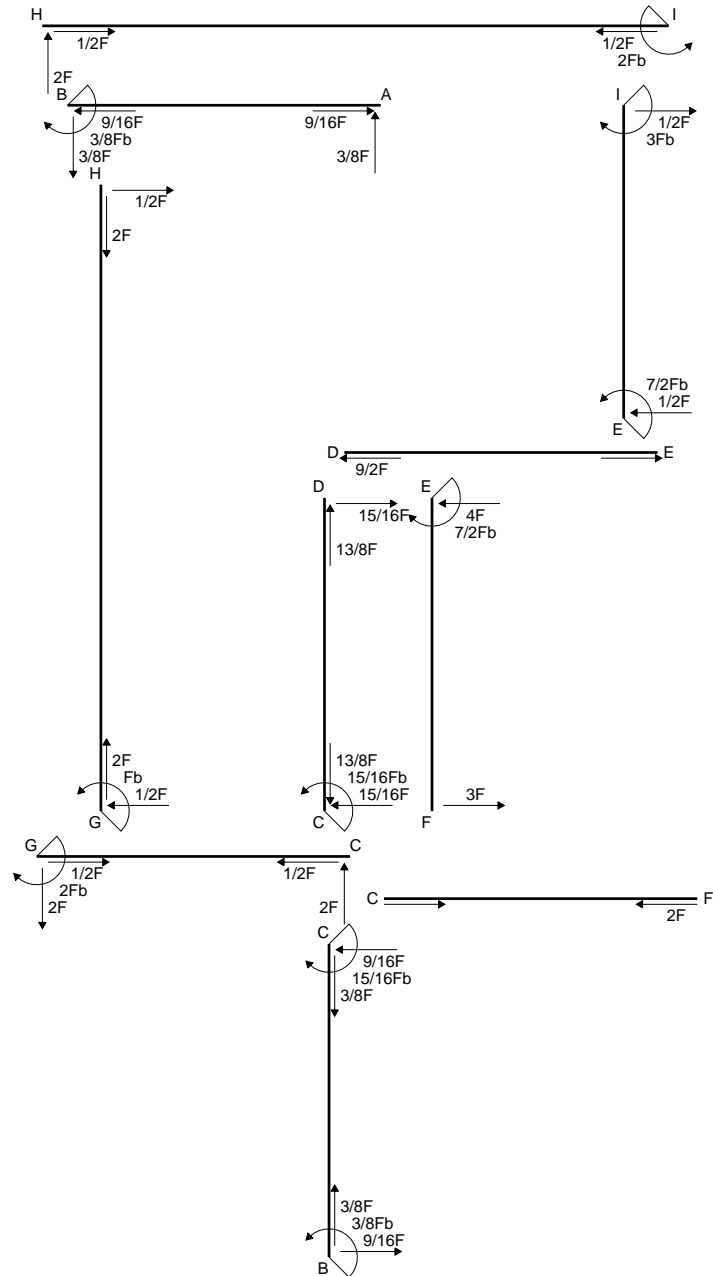 H I
1/2F 1/2F
2Fb
2F
B A I
9/16F 9/16F 1/2F
3/8Fb 3Fb
3/8F 3/8F
H
1/2F
2F
7/2Fb
1/2F
E
D E
9/2F
D E
15/16F 4F
7/2Fb
13/8F
2F 13/8F
Fb 15/16Fb
1/2F 15/16F 3F
G C F
G C
1/2F 1/2F
2Fb
2F 2F
C F
2F
C
9/16F
15/16Fb
3/8F
3/8F
3/8Fb
9/16F
B